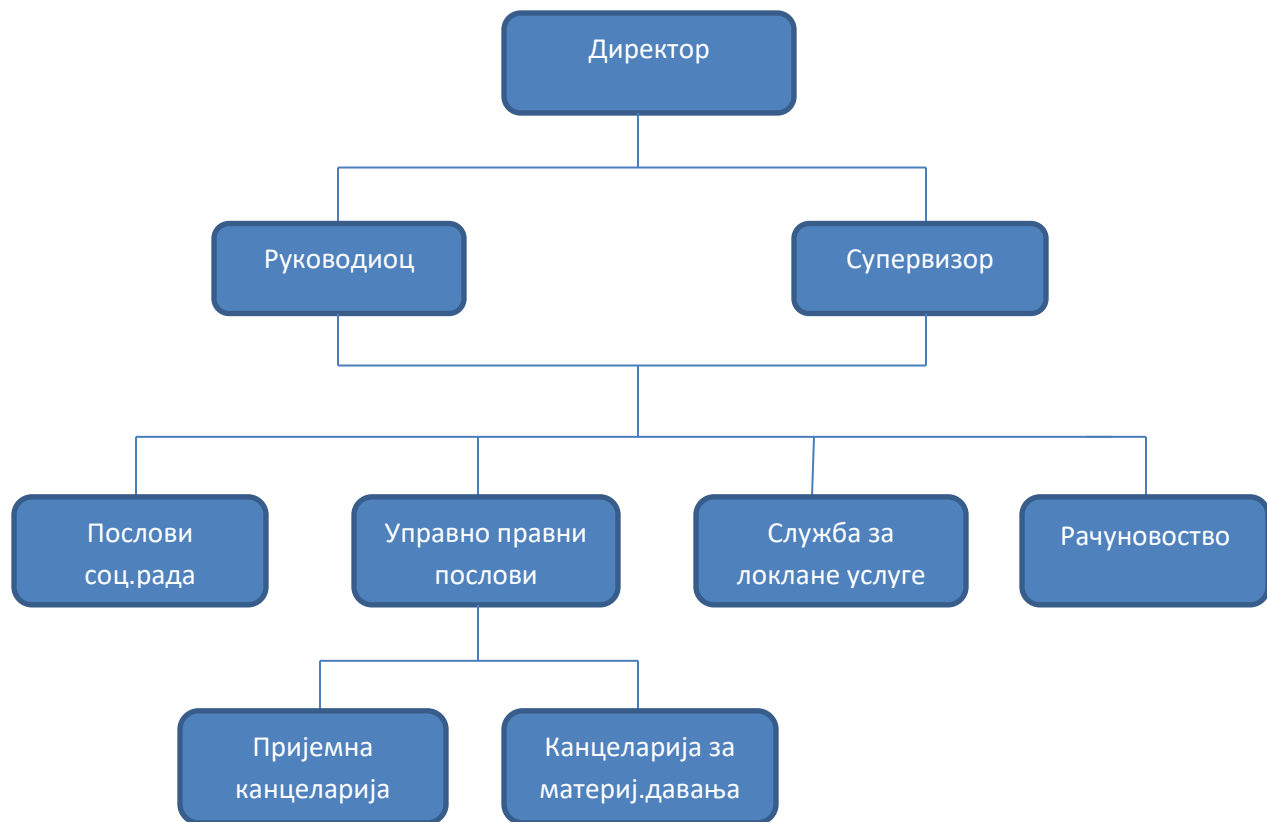 Директор
Руководиоц
Супервизор
Послови
соц.рада
Управно правни
послови
Служба за
локлане услуге
Рачуновоство
Пријемна
канцеларија
Канцеларија за
материј.давања